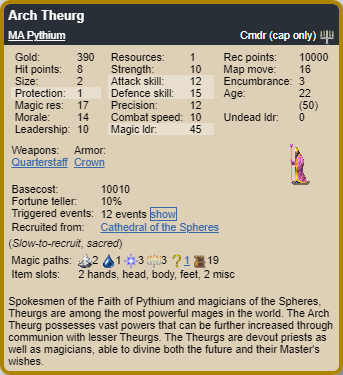 Arch Theurg
MA Pythium Cmdr (cap only)
Gold: 390 Resources: 1 Rec points: 10000
Hit points: 8 Strength: 10 Map move: 16
Size: 2 Attack skill: 12 Encumbrance: 3
Protection: 1 Defence skill: 15 Age: 22
Magic res: 17 Precision: 12 (50)
Morale: 14 Combat speed: 10 Undead ldr: 0
Leadership: 10 Magic ldr: 45
Weapons: Armor:
Quarterstaff Crown
Basecost: 10010
Fortune teller: 10%
Triggered events: 12 events show
Recruited from: Cathedral of the Spheres
(Slow-to-recruit, sacred)
Magic paths: 2 1 3 3 ?1 19
Item slots: 2 hands, head, body, feet, 2 misc
Spokesmen of the Faith of Pythium and magicians of the Spheres,
Theurgs are among the most powerful mages in the world. The Arch
Theurg possesses vast powers that can be further increased through
communion with lesser Theurgs. The Theurgs are devout priests as
well as magicians, able to divine both the future and their Master's
wishes.